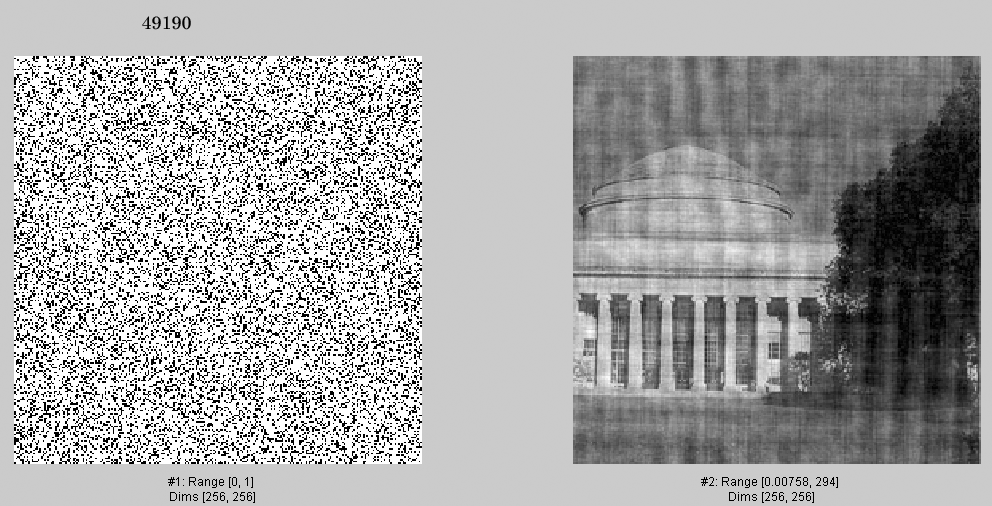 49190
#1: Range [0, 1]
Dims [256, 256]
#2: Range [0.00758, 294]
Dims [256, 256]